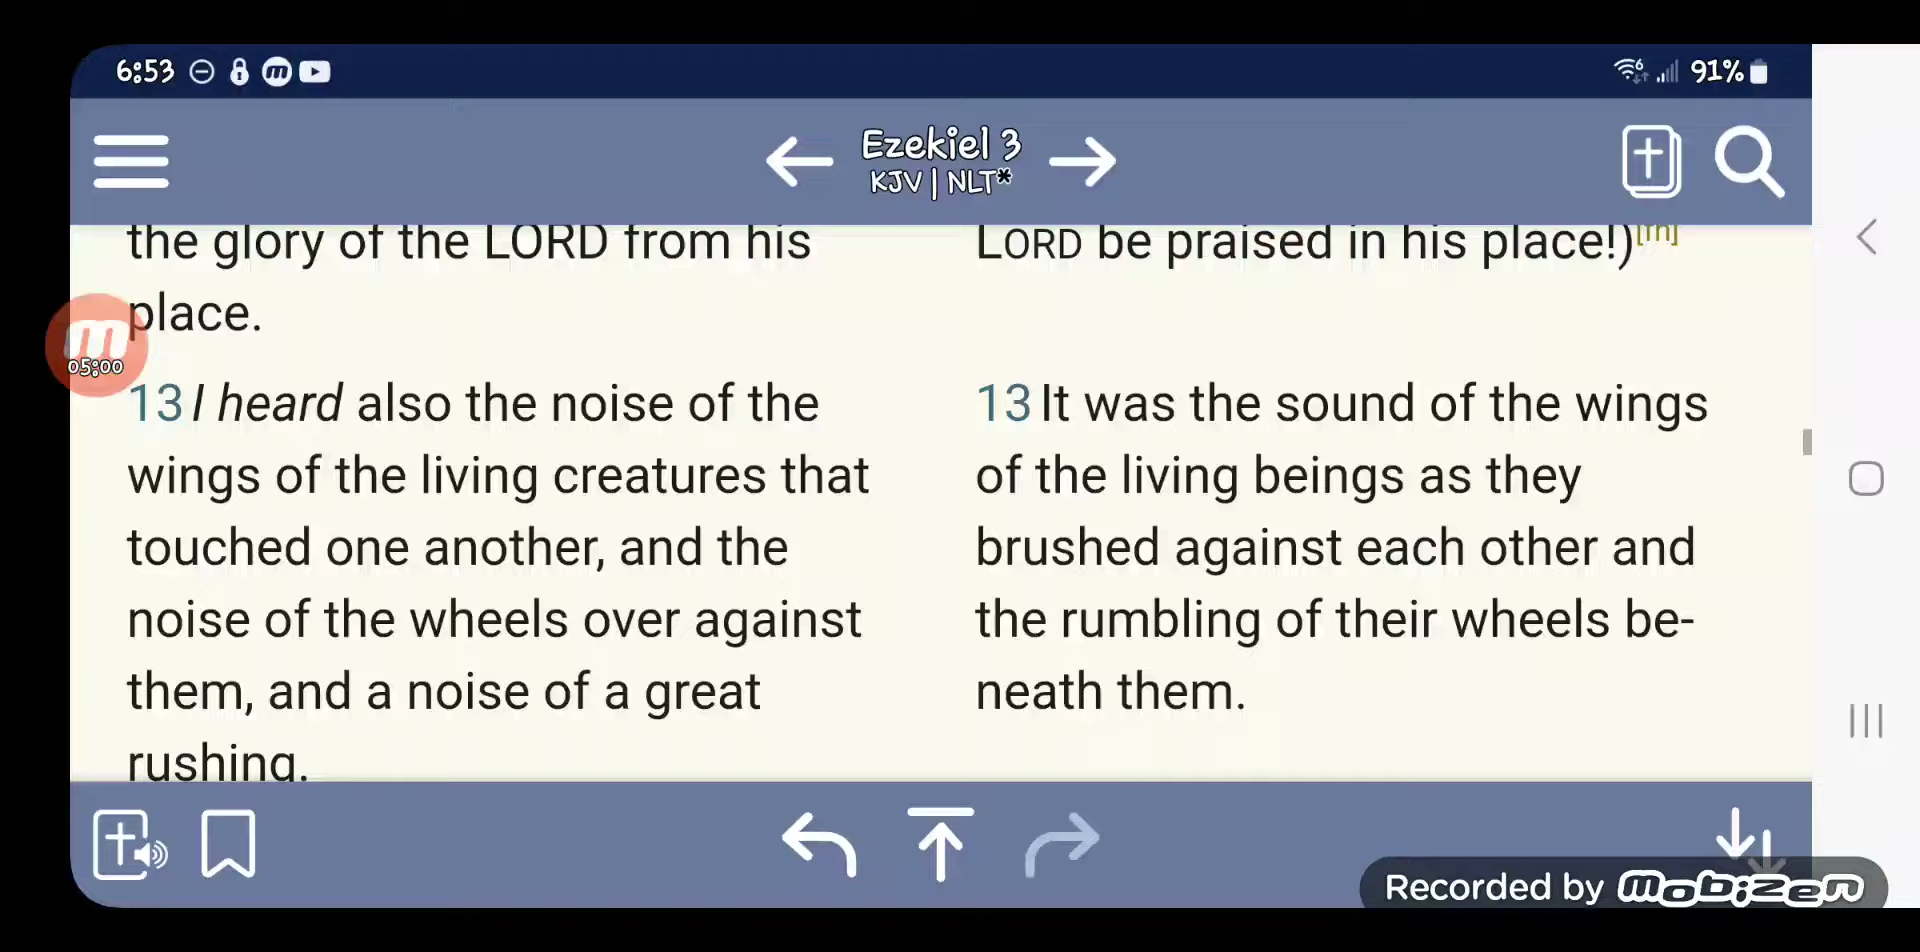 6:53
6
91%
Ezekiel 3
KJV | NLT*
the glory of the LORD from his
place.
05:00
13 I heard also the noise of the
wings of the living creatures that
touched one another, and the
noise of the wheels over against
them, and a noise of a great
rushing.
LORD be praised in his place!)[fn]
13 It was the sound of the wings
of the living beings as they
brushed against each other and
the rumbling of their wheels be-
neath them.
Recorded by mobizen